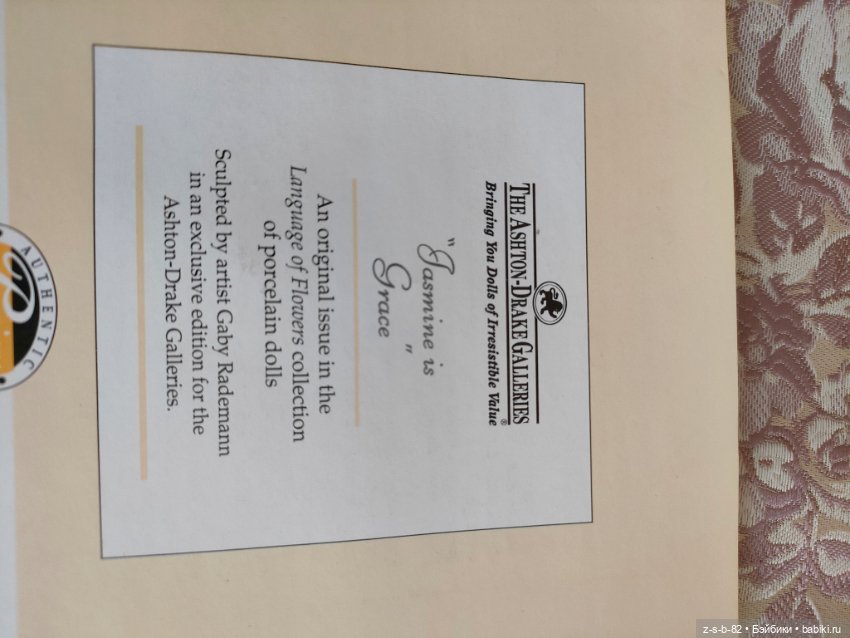 THE ASHTON-DRAKE GALLERIES®
Bringing You Dolls of Irresistible Value
"Jasmine is
Grace"
An original issue in the
Language of Flowers collection
of porcelain dolls
Sculpted by artist Gaby Rademann
in an exclusive edition for the
Ashton-Drake Galleries.
AUTHENTIC
z-s-b-82 • Бэйбики • babiki.ru